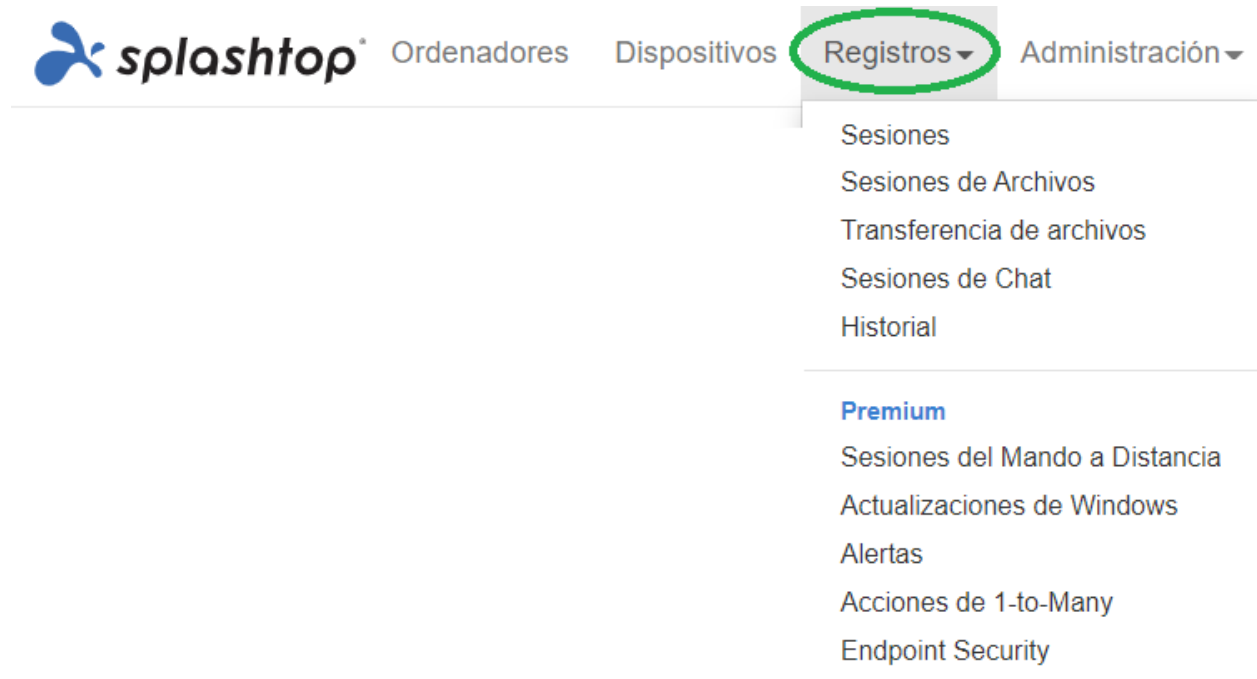 splashtop® Ordenadores Dispositivos Registros Administración
Sesiones
Sesiones de Archivos
Transferencia de archivos
Sesiones de Chat
Historial
Premium
Sesiones del Mando a Distancia
Actualizaciones de Windows
Alertas
Acciones de 1-to-Many
Endpoint Security